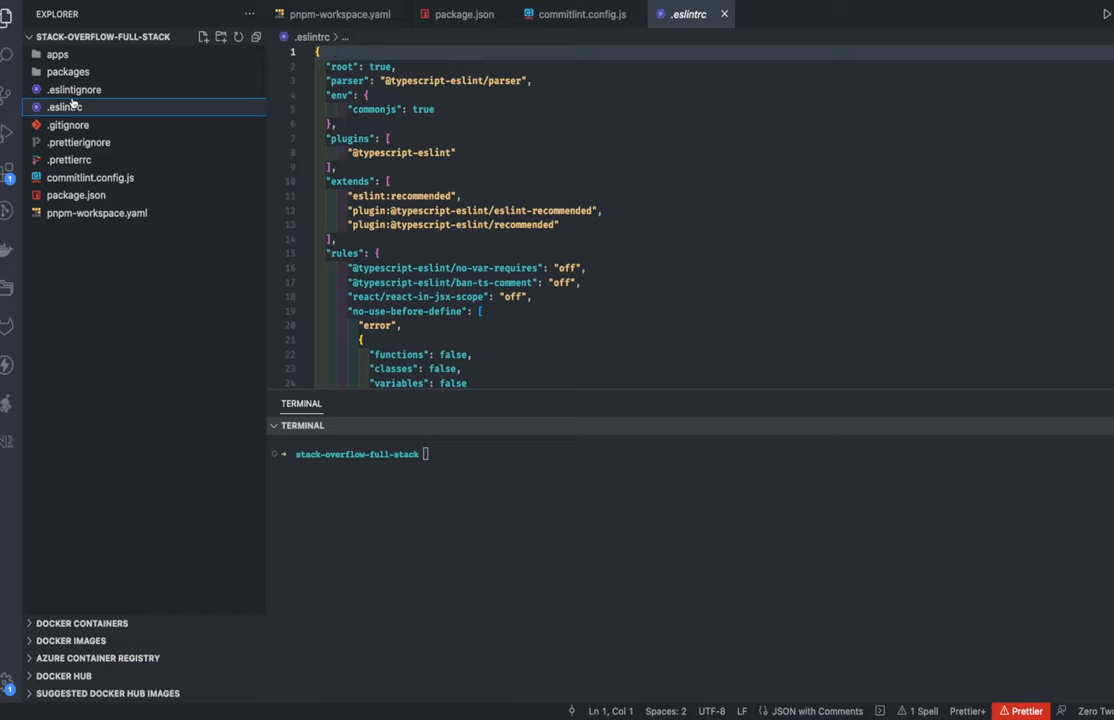 EXPLORER
STACK-OVERFLOW-FULL-STACK
apps
packages
.eslintignore
.eslintrc
.gitignore
.prettierignore
.prettierrc
commitlint.config.js
package.json
pnpm-workspace.yaml
DOCKER CONTAINERS
DOCKER IMAGES
AZURE CONTAINER REGISTRY
DOCKER HUB
SUGGESTED DOCKER HUB IMAGES
1
1
pnpm-workspace.yaml package.json commitlint.config.js .eslintrc
.eslintrc > ...
1 {
2 "root": true,
3 "parser": "@typescript-eslint/parser",
4 "env": {
5 "commonjs": true
6 },
7 "plugins": [
8 "@typescript-eslint"
9 ],
10 "extends": [
11 "eslint:recommended",
12 "plugin:@typescript-eslint/eslint-recommended",
13 "plugin:@typescript-eslint/recommended"
14 ],
15 "rules": {
16 "@typescript-eslint/no-var-requires": "off",
17 "@typescript-eslint/ban-ts-comment": "off",
18 "react/react-in-jsx-scope": "off",
19 "no-use-before-define": [
20 "error",
21 {
22 "functions": false,
23 "classes": false,
24 "variables": false
TERMINAL
TERMINAL
stack-overflow-full-stack
Ln 1, Col 1 Spaces: 2 UTF-8 LF {} JSON with Comments 1 Spell Prettier+ Prettier Zero Two